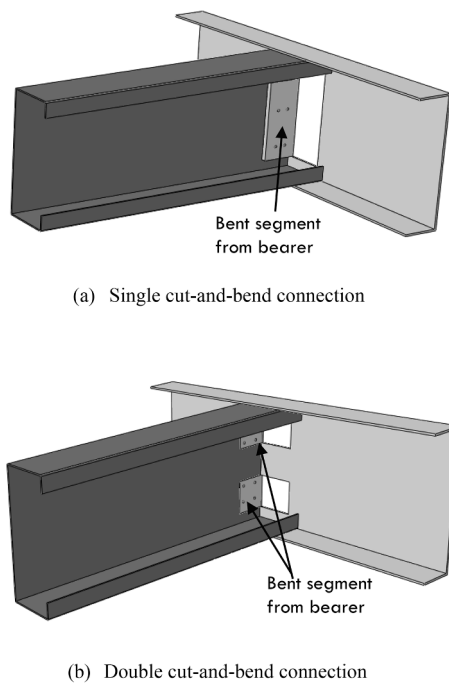 Bent segment
from bearer
(a) Single cut-and-bend connection
Bent segment
from bearer
(b) Double cut-and-bend connection